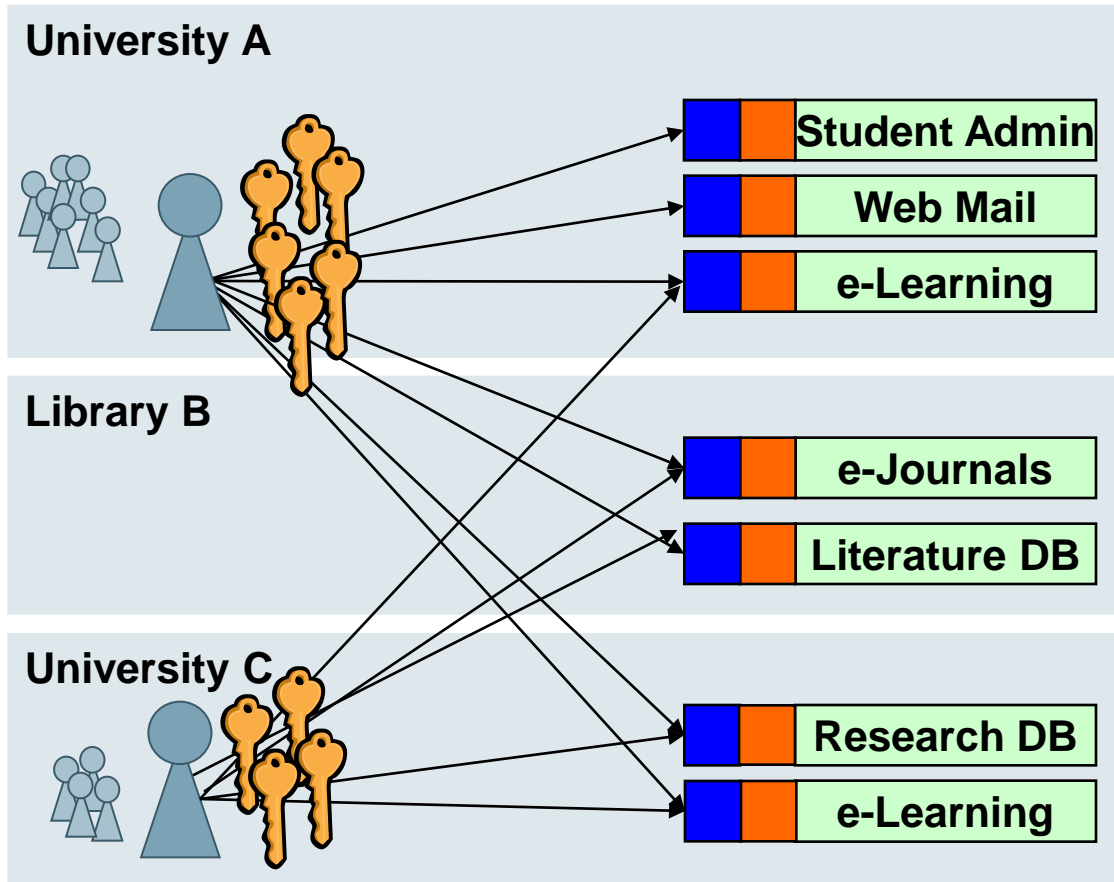 University A
Student Admin
Web Mail
e-Learning
Library B
e-Journals
Literature DB
University C
Research DB
e-Learning